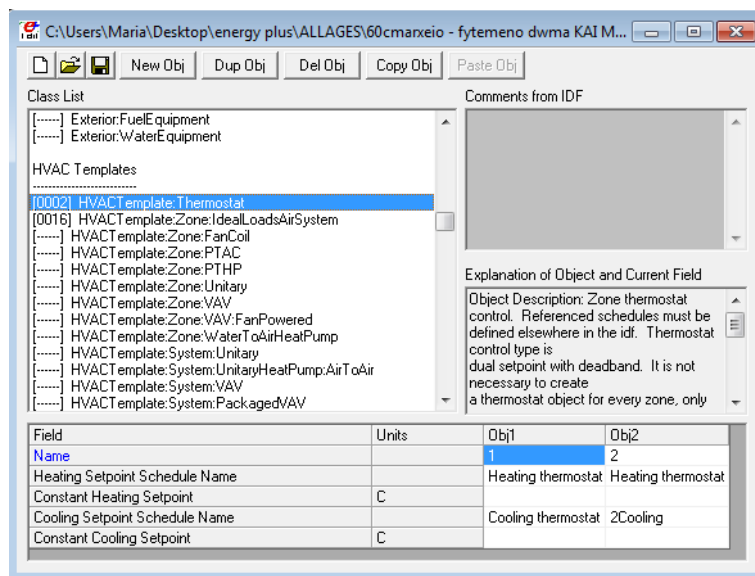 C:\Users\Maria\Desktop\energy plus\ALLAGES\60cmarxeio - fytemeno dwma KAI M...
New Obj Dup Obj Del Obj Copy Obj Paste Obj
Class List
[------] Exterior:FuelEquipment
[------] Exterior:WaterEquipment
HVAC Templates
--------------------------
[0002] HVACTemplate:Thermostat
[0016] HVACTemplate:Zone:IdealLoadsAirSystem
[------] HVACTemplate:Zone:FanCoil
[------] HVACTemplate:Zone:PTAC
[------] HVACTemplate:Zone:PTHP
[------] HVACTemplate:Zone:Unitary
[------] HVACTemplate:Zone:VAV
[------] HVACTemplate:Zone:VAV:FanPowered
[------] HVACTemplate:Zone:WaterToAirHeatPump
[------] HVACTemplate:System:Unitary
[------] HVACTemplate:System:UnitaryHeatPump:AirToAir
[------] HVACTemplate:System:VAV
[------] HVACTemplate:System:PackagedVAV
Comments from IDF
Explanation of Object and Current Field
Object Description: Zone thermostat
control. Referenced schedules must be
defined elsewhere in the idf. Thermostat
control type is
dual setpoint with deadband. It is not
necessary to create
a thermostat object for every zone, only
Field Units Obj1 Obj2
Name 1 2
Heating Setpoint Schedule Name Heating thermostat Heating thermostat
Constant Heating Setpoint C
Cooling Setpoint Schedule Name Cooling thermostat 2Cooling
Constant Cooling Setpoint C